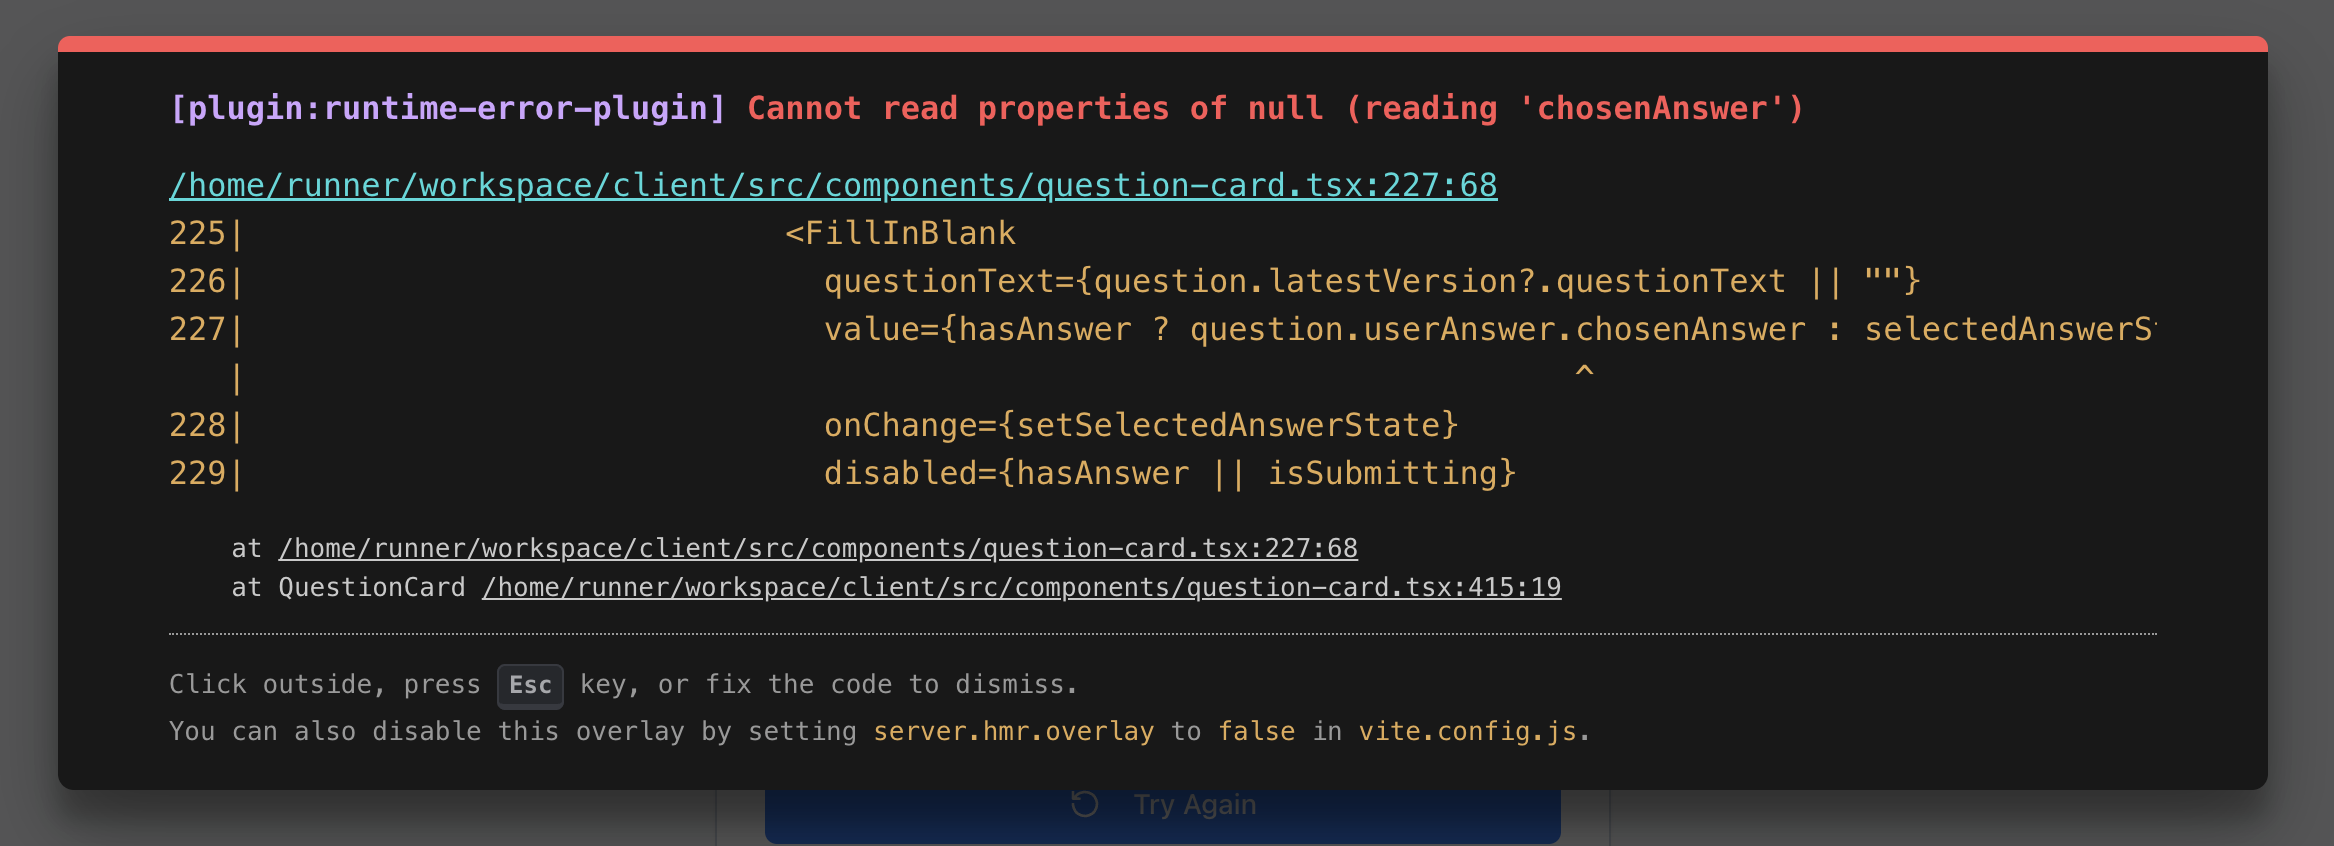 [plugin:runtime-error-plugin] Cannot read properties of null (reading 'chosenAnswer')
/home/runner/workspace/client/src/components/question-card.tsx:227:68
225|                            <FillInBlank
226|                              questionText={question.latestVersion?.questionText || ""}
227|                              value={hasAnswer ? question.userAnswer.chosenAnswer : selectedAnswerS
   |                                                                     ^
228|                              onChange={setSelectedAnswerState}
229|                              disabled={hasAnswer || isSubmitting}
at /home/runner/workspace/client/src/components/question-card.tsx:227:68
at QuestionCard /home/runner/workspace/client/src/components/question-card.tsx:415:19
Click outside, press Esc key, or fix the code to dismiss.
You can also disable this overlay by setting server.hmr.overlay to false in vite.config.js.
Try Again